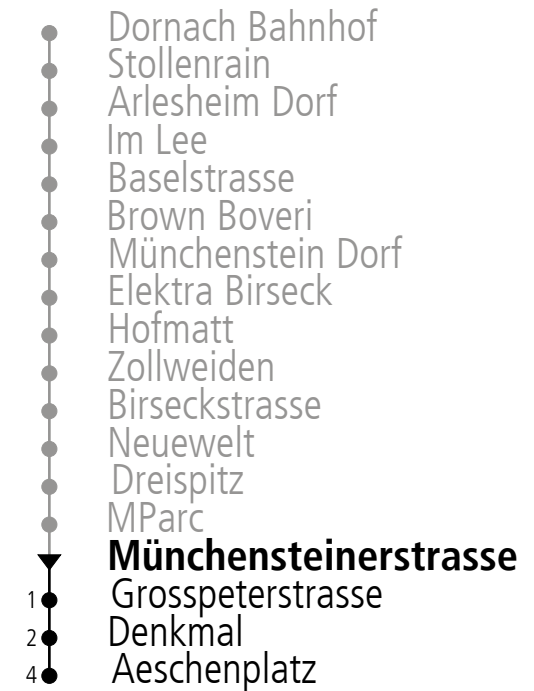 Dornach Bahnhof
Stollenrain
Arlesheim Dorf
Im Lee
Baselstrasse
Brown Boveri
Münchenstein Dorf
Elektra Birseck
Hofmatt
Zollweiden
Birseckstrasse
Neuewelt
Dreispitz
MParc
Münchensteinerstrasse
1 Grosspeterstrasse
2 Denkmal
4 Aeschenplatz